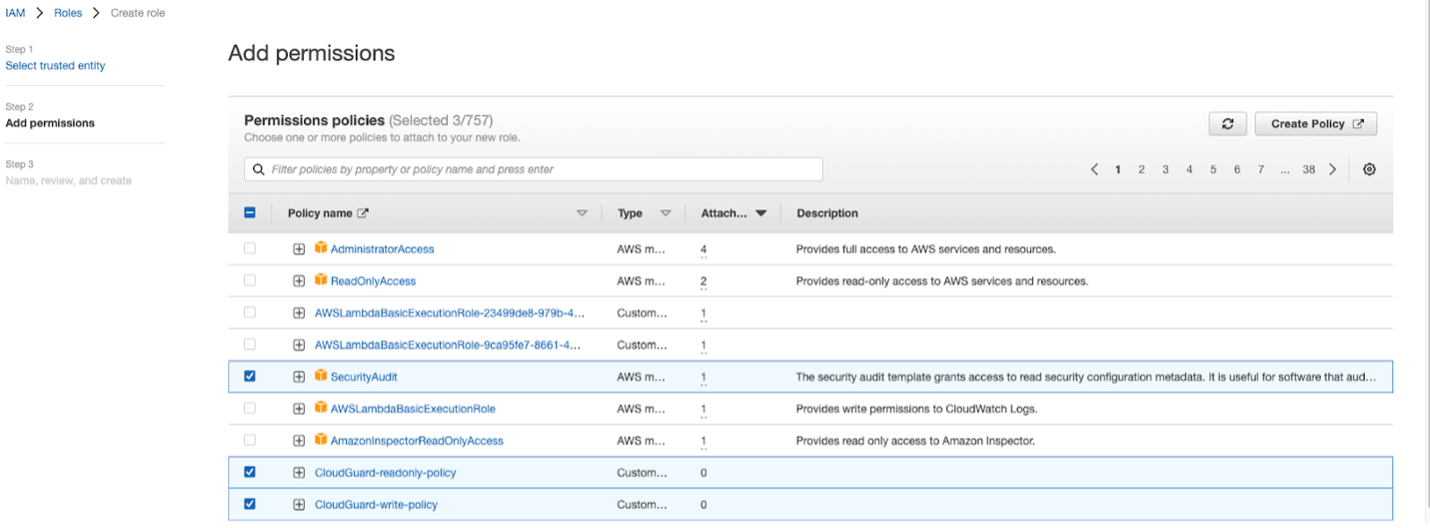 IAM > Roles > Create role
Step 1
Select trusted entity
Step 2
Add permissions
Step 3
Name, review, and create
Add permissions
Permissions policies (Selected 3/757)
Choose one or more policies to attach to your new role.
Create Policy
Filter policies by property or policy name and press enter
1 2 3 4 5 6 7 ... 38
Policy name Type Attach... Description
AdministratorAccess AWS m... 4 Provides full access to AWS services and resources.
ReadOnlyAccess AWS m... 2 Provides read-only access to AWS services and resources.
AWSLambdaBasicExecutionRole-23499de8-979b-4... Custom... 1
AWSLambdaBasicExecutionRole-9ca95fe7-8661-4... Custom... 1
SecurityAudit AWS m... 1 The security audit template grants access to read security configuration metadata. It is useful for software that aud...
AWSLambdaBasicExecutionRole AWS m... 1 Provides write permissions to CloudWatch Logs.
AmazonInspectorReadOnlyAccess AWS m... 1 Provides read only access to Amazon Inspector.
CloudGuard-readonly-policy Custom... 0
CloudGuard-write-policy Custom... 0